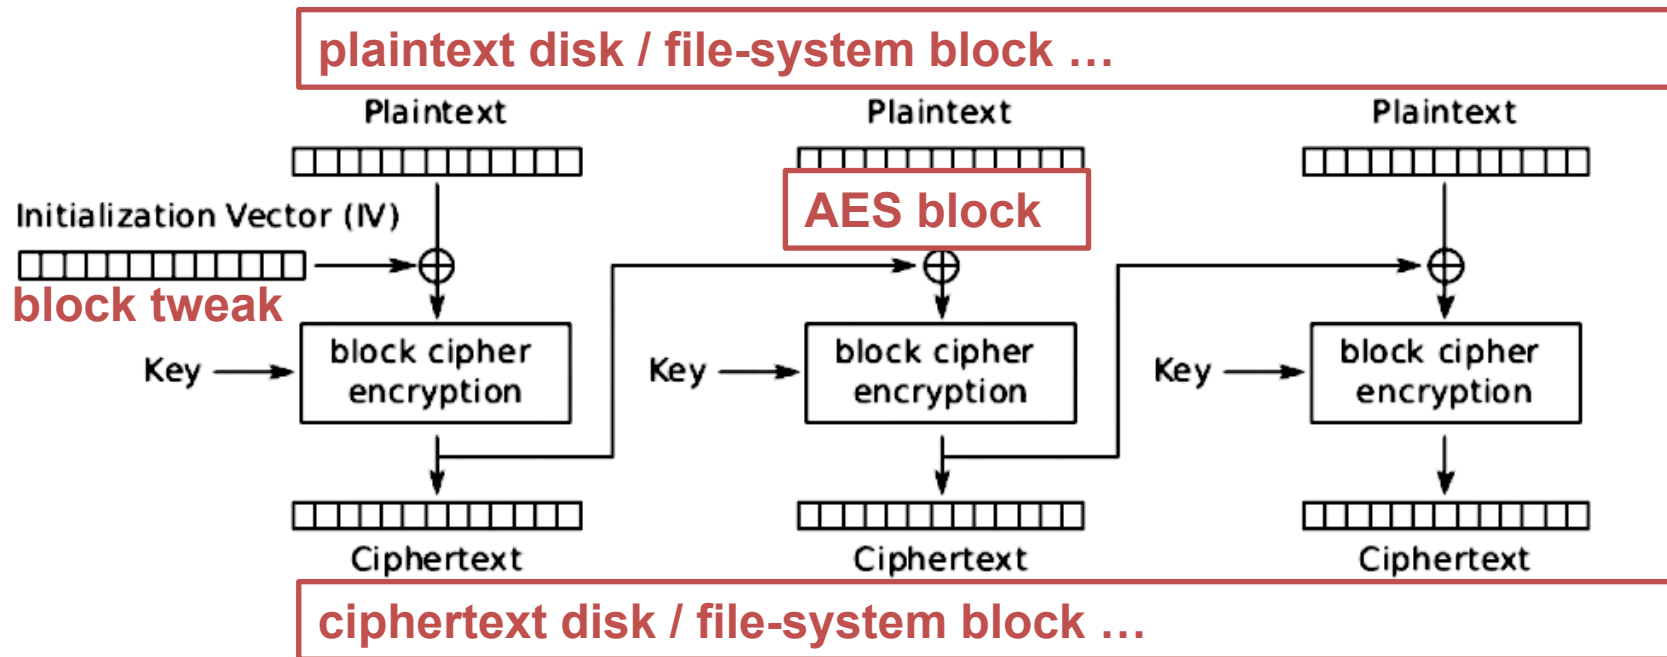 plaintext disk / file-system block …
Plaintext
Plaintext
Plaintext
AES block
Initialization Vector (IV)
block tweak
Key
block cipher
encryption
Key
block cipher
encryption
Key
block cipher
encryption
Ciphertext
Ciphertext
Ciphertext
ciphertext disk / file-system block …